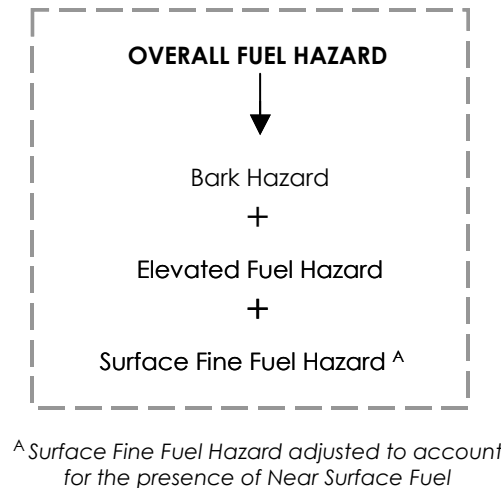 OVERALL FUEL HAZARD
Bark Hazard
+
Elevated Fuel Hazard
+
Surface Fine Fuel Hazard A
A Surface Fine Fuel Hazard adjusted to account
for the presence of Near Surface Fuel